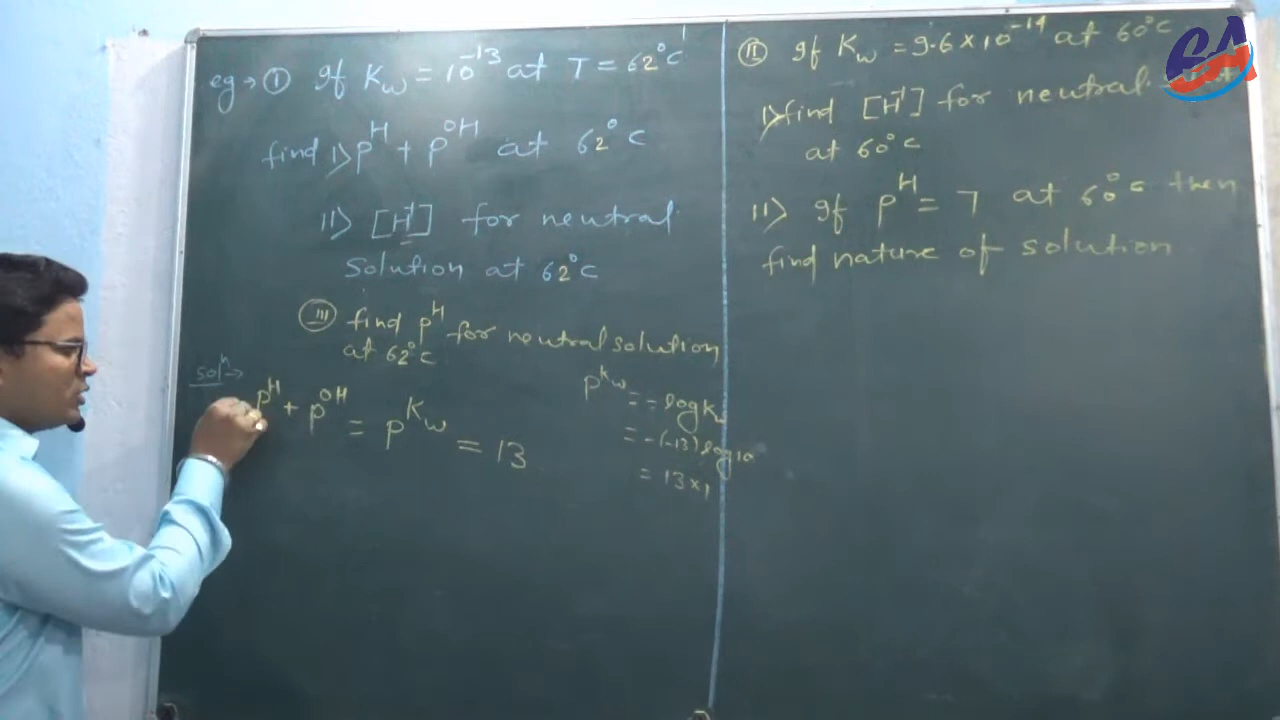 eg → Ⓘ If Kw = 10⁻¹³ at T = 62°C
find I> pH + pOH at 62°C
II> [H⁺] for neutral
Solution at 62°C
Ⅲ find pH for neutral solution
at 62°C
Solⁿ→
pH + pOH = pKw = 13
pKw = - log Kw
= -(-13) log 10
= 13 × 1
Ⅱ If Kw = 9.6 × 10⁻¹⁴ at 60°C
I> find [H⁺] for neutral
at 60°C
II> If pH = 7 at 60°C then
find nature of solution